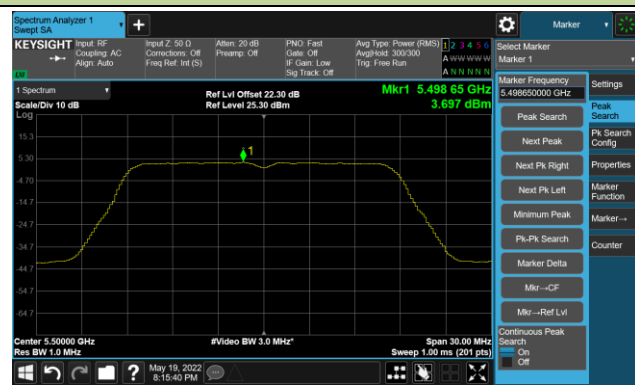 Spectrum Analyzer 1
Swept SA
Marker
KEYSIGHT
Input: RF
Coupling: AC
Align: Auto
Input Z: 50 Ω
Corrections: Off
Freq Ref: Int (S)
Atten: 20 dB
Preamp: Off
PNO: Fast
Gate: Off
IF Gain: Low
Sig Track: Off
Avg Type: Power (RMS)
Avg|Hold: 300/300
Trig: Free Run
1 2 3 4 5 6
A W W W W W
A N N N N N
LW
Select Marker
Marker 1
1 Spectrum
Scale/Div 10 dB
Log
Ref Lvl Offset 22.30 dB
Ref Level 25.30 dBm
Mkr1 5.498 65 GHz
3.697 dBm
15.3
5.30
-4.70
-14.7
-24.7
-34.7
-44.7
-54.7
-64.7
1
Center 5.50000 GHz
Res BW 1.0 MHz
#Video BW 3.0 MHz*
Span 30.00 MHz
Sweep 1.00 ms (201 pts)
Marker Frequency
5.498650000 GHz
Peak Search
Next Peak
Next Pk Right
Next Pk Left
Minimum Peak
Pk-Pk Search
Marker Delta
Mkr→CF
Mkr→Ref Lvl
Continuous Peak
Search
On
Off
Settings
Peak
Search
Pk Search
Config
Properties
Marker
Function
Marker→
Counter
?
May 19, 2022
8:15:40 PM